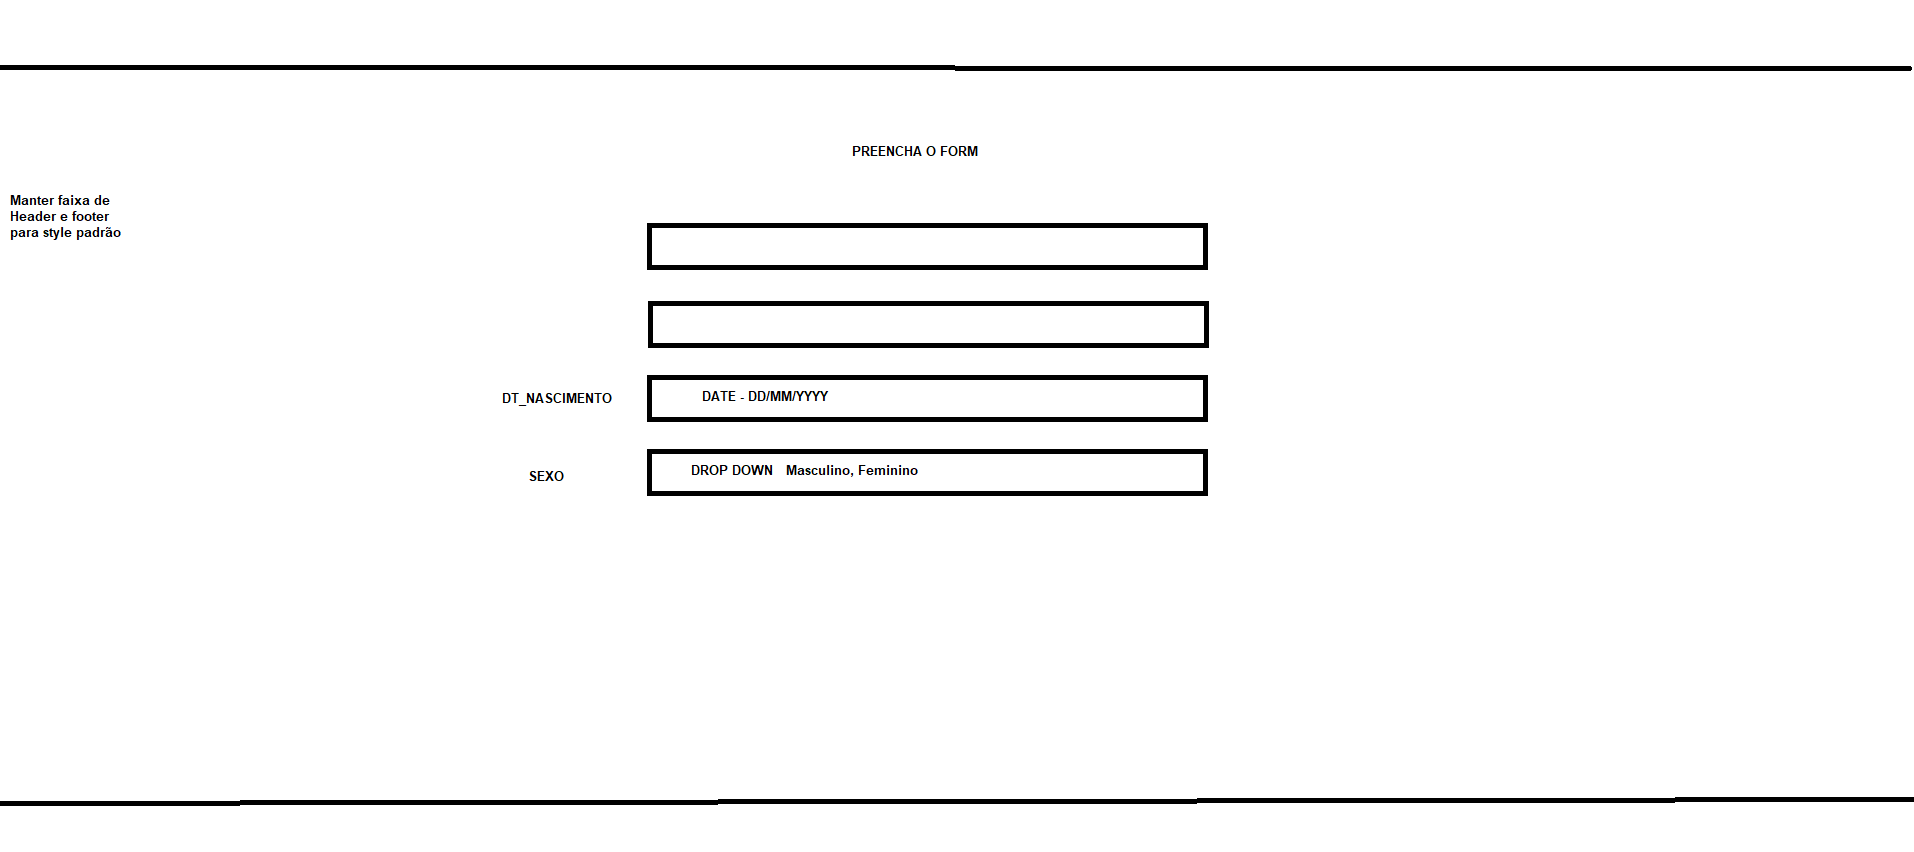 PREENCHA O FORM
Manter faixa de
Header e footer
para style padrão
DT_NASCIMENTO DATE - DD/MM/YYYY
SEXO DROP DOWN Masculino, Feminino